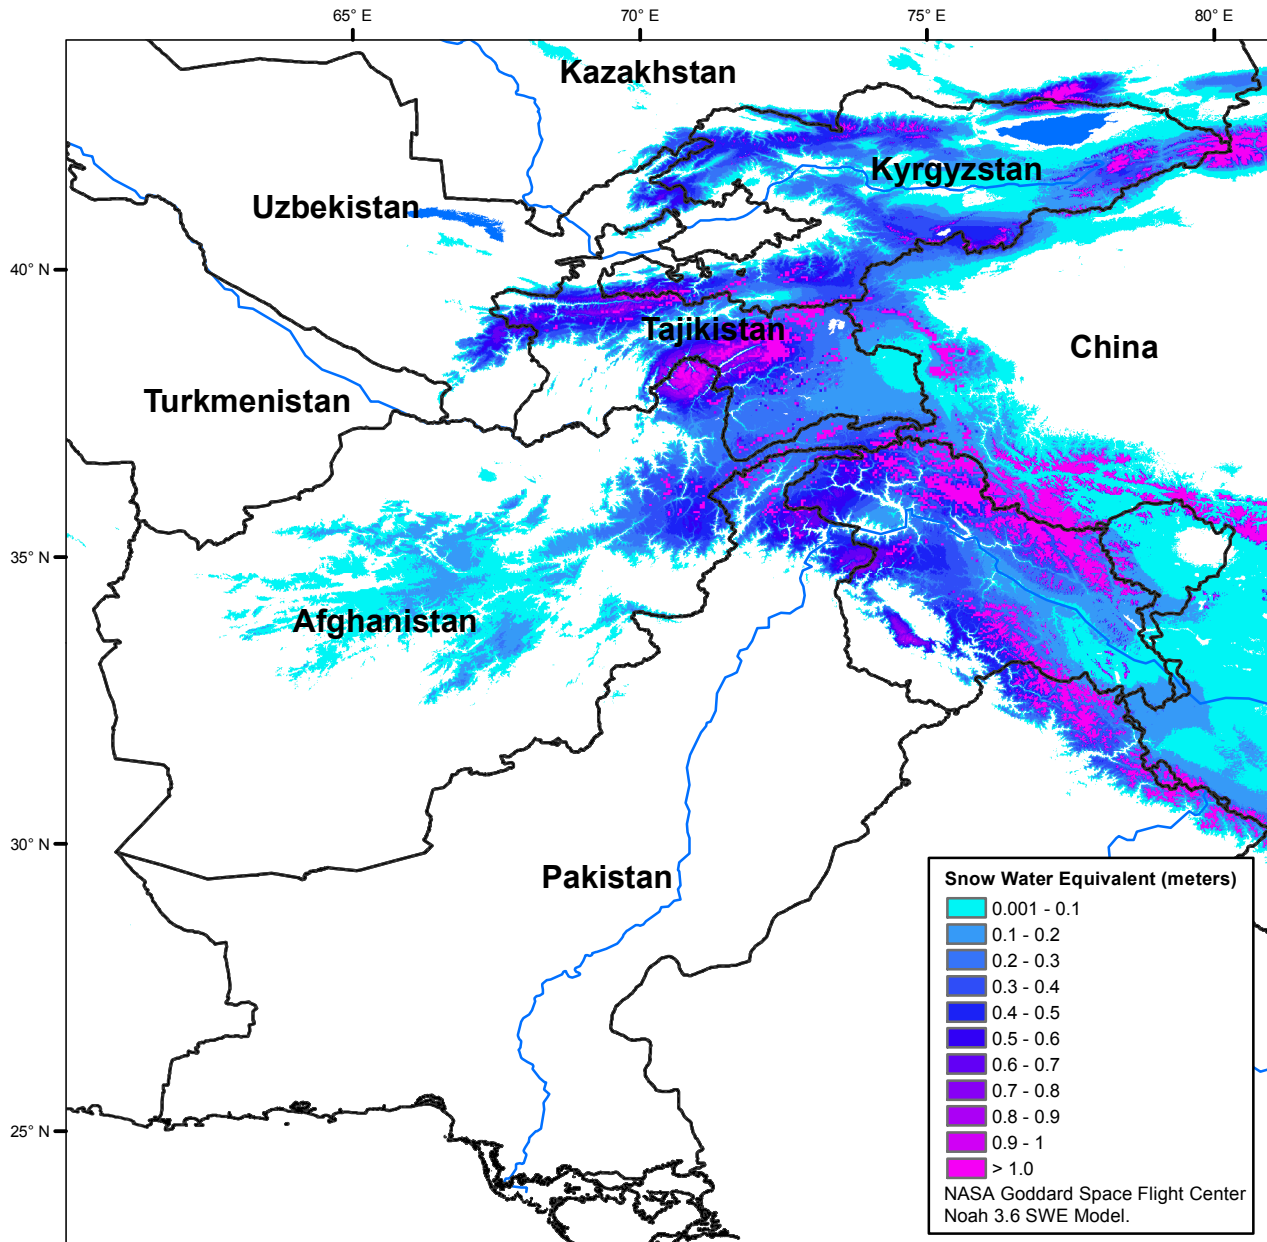 65° E
70° E
75° E
80° E
Kazakhstan
Kyrgyzstan
Uzbekistan
40° N
Tajikistan
China
Turkmenistan
35° N
Afghanistan
30° N
Pakistan
25° N
Snow Water Equivalent (meters)
0.001 - 0.1
0.1 - 0.2
0.2 - 0.3
0.3 - 0.4
0.4 - 0.5
0.5 - 0.6
0.6 - 0.7
0.7 - 0.8
0.8 - 0.9
0.9 - 1
> 1.0
NASA Goddard Space Flight Center
Noah 3.6 SWE Model.